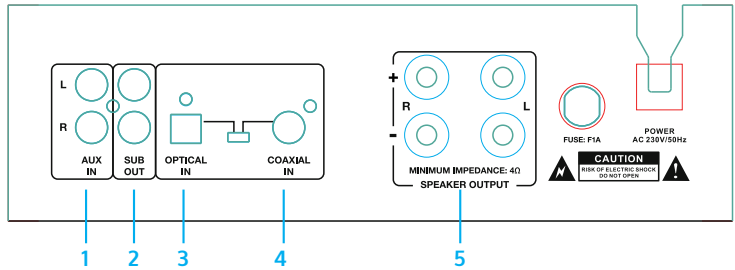 L
R
AUX
IN
SUB
OUT
OPTICAL
IN
COAXIAL
IN
+
R
L
-
MINIMUM IMPEDANCE: 4Ω
SPEAKER OUTPUT
FUSE: F1A
POWER
AC 230V/50Hz
CAUTION
RISK OF ELECTRIC SHOCK
DO NOT OPEN
!
1 2 3 4 5